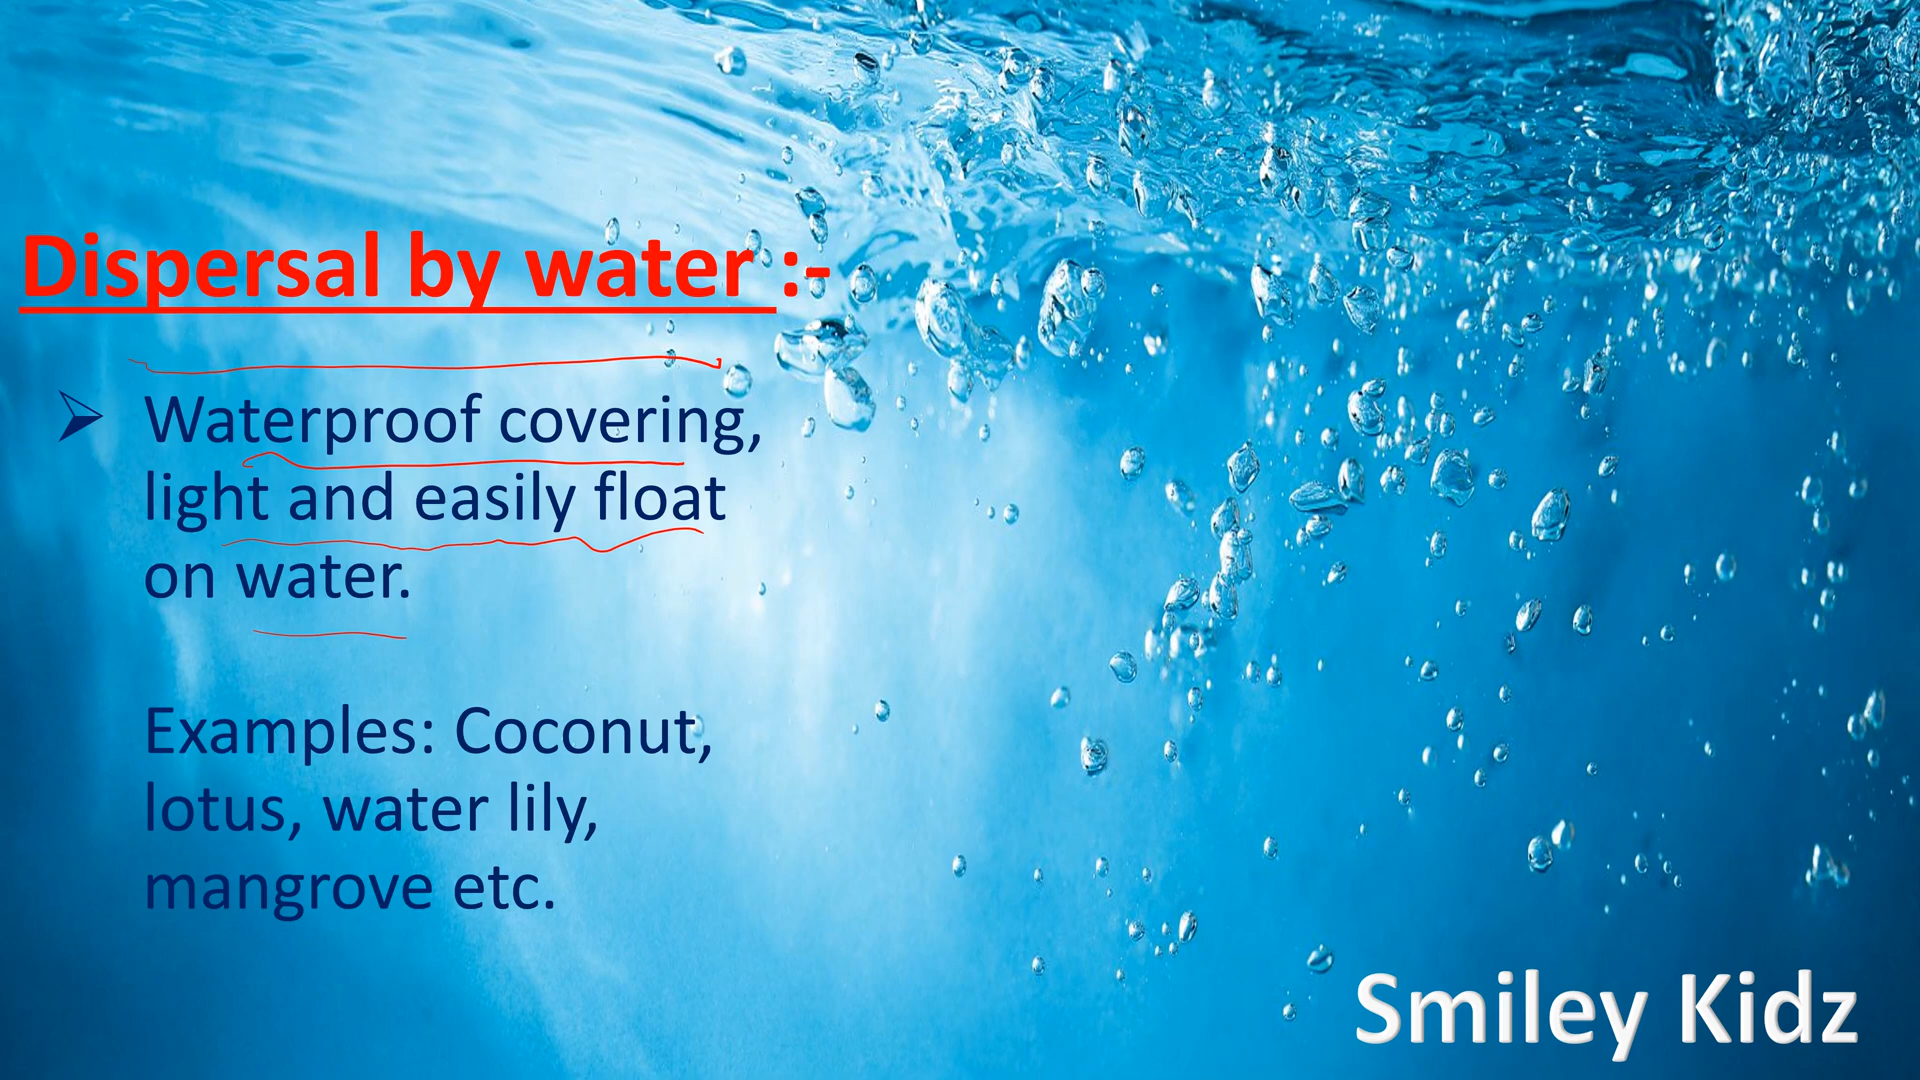 Dispersal by water :-
➢ Waterproof covering,
light and easily float
on water.
Examples: Coconut,
lotus, water lily,
mangrove etc.
Smiley Kidz